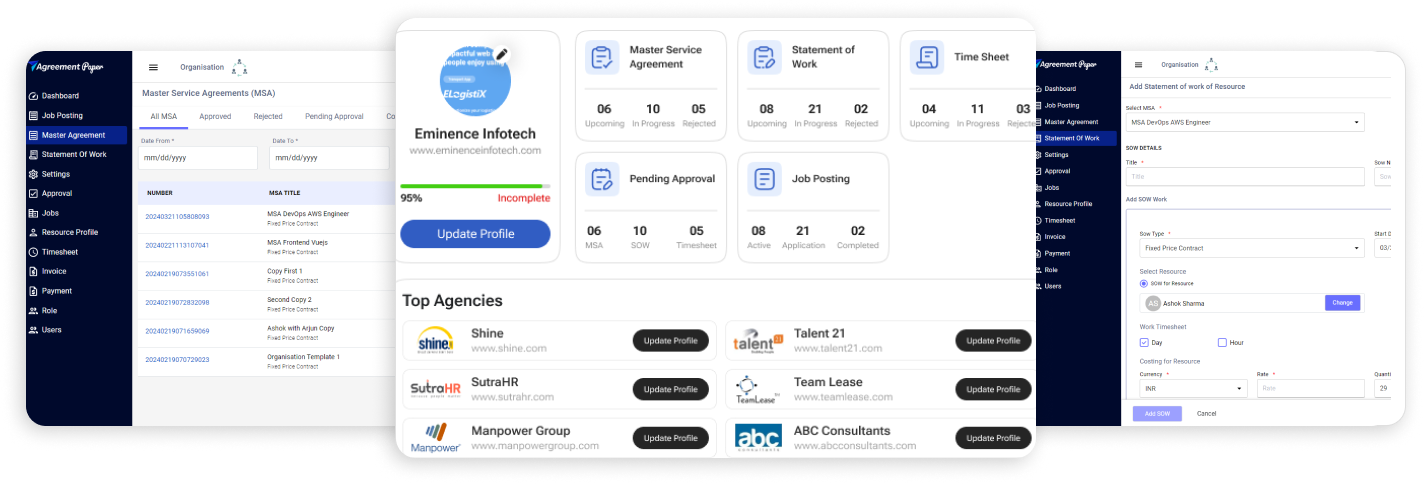 Agreement Paper
Dashboard
Job Posting
Master Agreement
Statement Of Work
Settings
Approval
Jobs
Resource Profile
Timesheet
Invoice
Payment
Role
Users
Organisation
Master Service Agreements (MSA)
All MSA Approved Rejected Pending Approval Co
Date From * Date To *
mm/dd/yyyy mm/dd/yyyy
NUMBER MSA TITLE
20240321105808093 MSA DevOps AWS Engineer
Fixed Price Contract
20240221113107041 MSA Frontend Vuejs
Fixed Price Contract
20240219073551061 Copy First 1
Fixed Price Contract
20240219072832098 Second Copy 2
Fixed Price Contract
20240219071659069 Ashok with Arjun Copy
Fixed Price Contract
20240219070729023 Organisation Template 1
Fixed Price Contract
pactful web
people enjoy using
ELogistiX
Eminence Infotech
www.eminenceinfotech.com
95% Incomplete
Update Profile
Master Service
Agreement
06 10 05
Upcoming In Progress Rejected
Statement of
Work
08 21 02
Upcoming In Progress Rejected
Time Sheet
04 11 03
Upcoming In Progress Rejecte
Pending Approval
06 10 05
MSA SOW Timesheet
Job Posting
08 21 02
Active Application Completed
Top Agencies
shine
Shine
www.shine.com
Update Profile
talent21
Talent 21
www.talent21.com
Update Profile
SutraHR
SutraHR
www.sutrahr.com
Update Profile
TeamLease
Team Lease
www.teamlease.com
Update Profile
Manpower
Manpower Group
www.manpowergroup.com
Update Profile
abc
CONSULTANTS
ABC Consultants
www.abcconsultants.com
Update Profile
Agreement Paper
Dashboard
Job Posting
Master Agreement
Statement Of Work
Settings
Approval
Jobs
Resource Profile
Timesheet
Invoice
Payment
Role
Users
Organisation
Add Statement of work of Resource
Select MSA *
MSA DevOps AWS Engineer
SOW DETAILS
Title * Sow N
Title Sow
Add SOW Work
Sow Type * Start D
Fixed Price Contract 03/
Select Resource
SOW for Resource
AS Ashok Sharma Change
Work Timesheet
Day Hour
Costing for Resource
Currency * Rate * Quanti
INR Rate 29
Add SOW Cancel